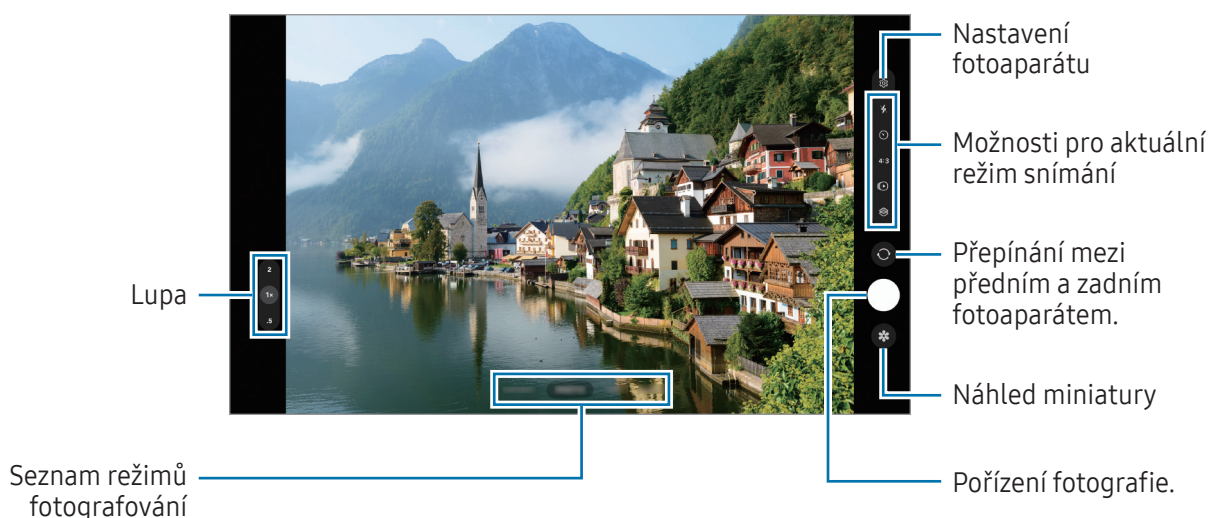 Nastavení
fotoaparátu
4:3
Možnosti pro aktuální
režim snímání
Přepínání mezi
předním a zadním
fotoaparátem.
2
1×
.5
Lupa
Náhled miniatury
Seznam režimů
fotografování
Pořízení fotografie.